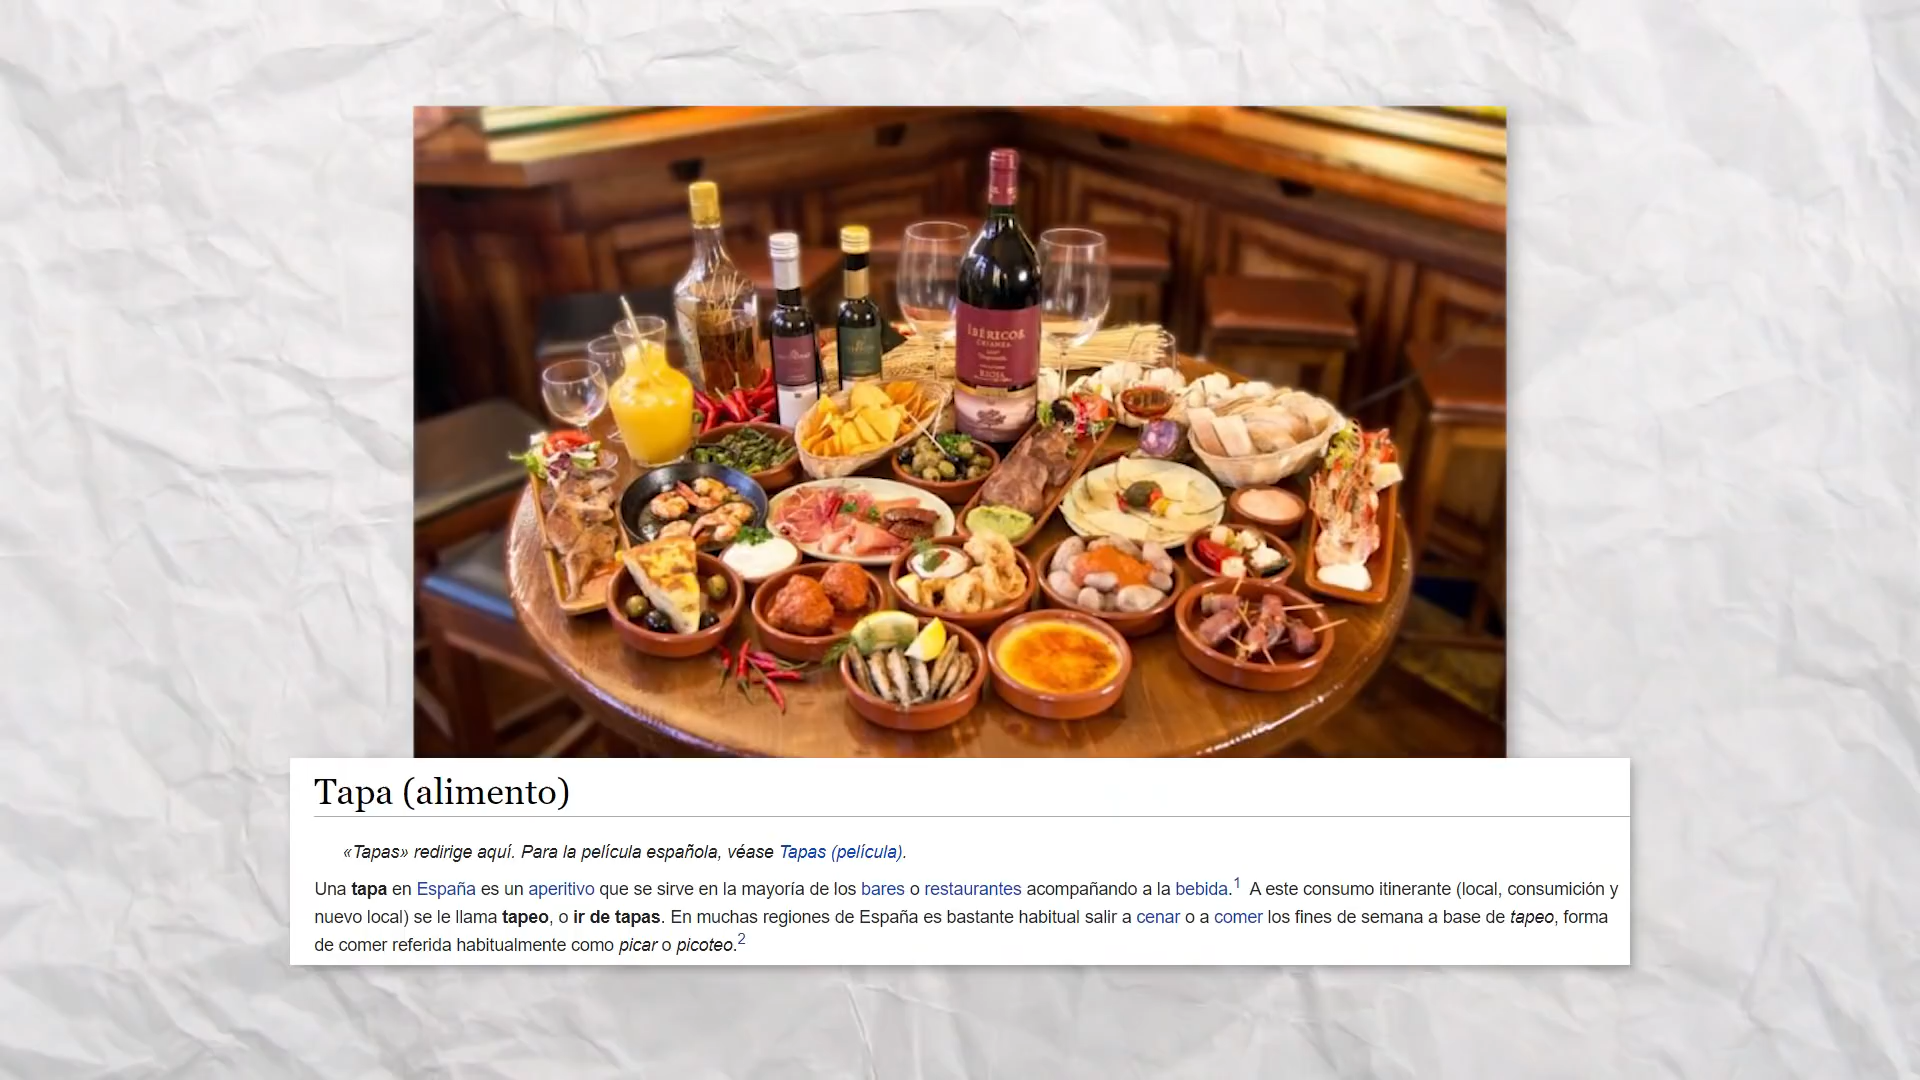 IBÉRICOS
CRIANZA
RIOJA
Tapa (alimento)
«Tapas» redirige aquí. Para la película española, véase Tapas (película).
Una tapa en España es un aperitivo que se sirve en la mayoría de los bares o restaurantes acompañando a la bebida.1 A este consumo itinerante (local, consumición y
nuevo local) se le llama tapeo, o ir de tapas. En muchas regiones de España es bastante habitual salir a cenar o a comer los fines de semana a base de tapeo, forma
de comer referida habitualmente como picar o picoteo.2